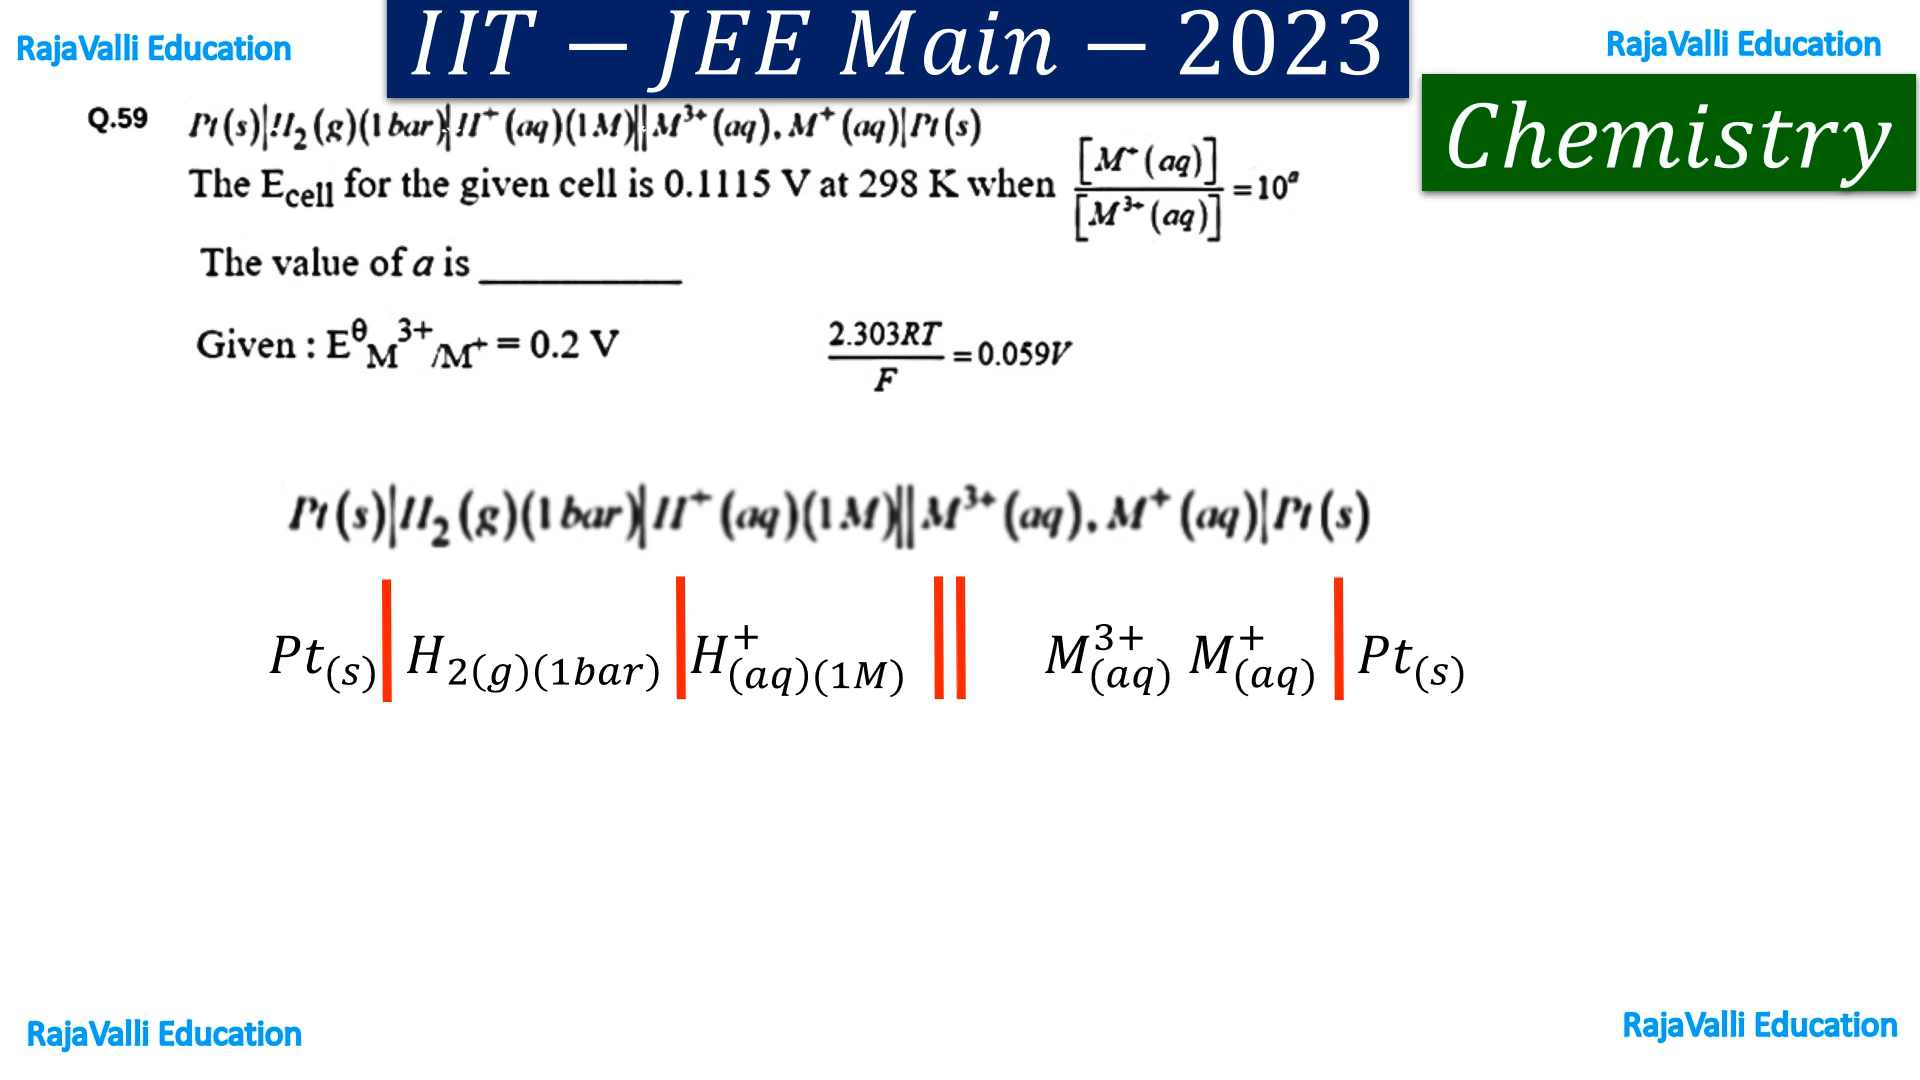 RajaValli Education
IIT − JEE Main − 2023
RajaValli Education
Chemistry
Q.59 Pt(s)|H₂(g)(1 bar)|H⁺(aq)(1M)||M³⁺(aq), M⁺(aq)|Pt(s)
The E_cell for the given cell is 0.1115 V at 298 K when [M⁺(aq)]/[M³⁺(aq)] = 10ᵃ
The value of a is __________
Given : E^θ M³⁺/M⁺ = 0.2 V 2.303RT/F = 0.059V
Pt(s)|H₂(g)(1 bar)|H⁺(aq)(1M)||M³⁺(aq), M⁺(aq)|Pt(s)
Pt(s) | H₂(g)(1bar) | H⁺(aq)(1M) || M³⁺(aq) M⁺(aq) | Pt(s)
RajaValli Education
RajaValli Education